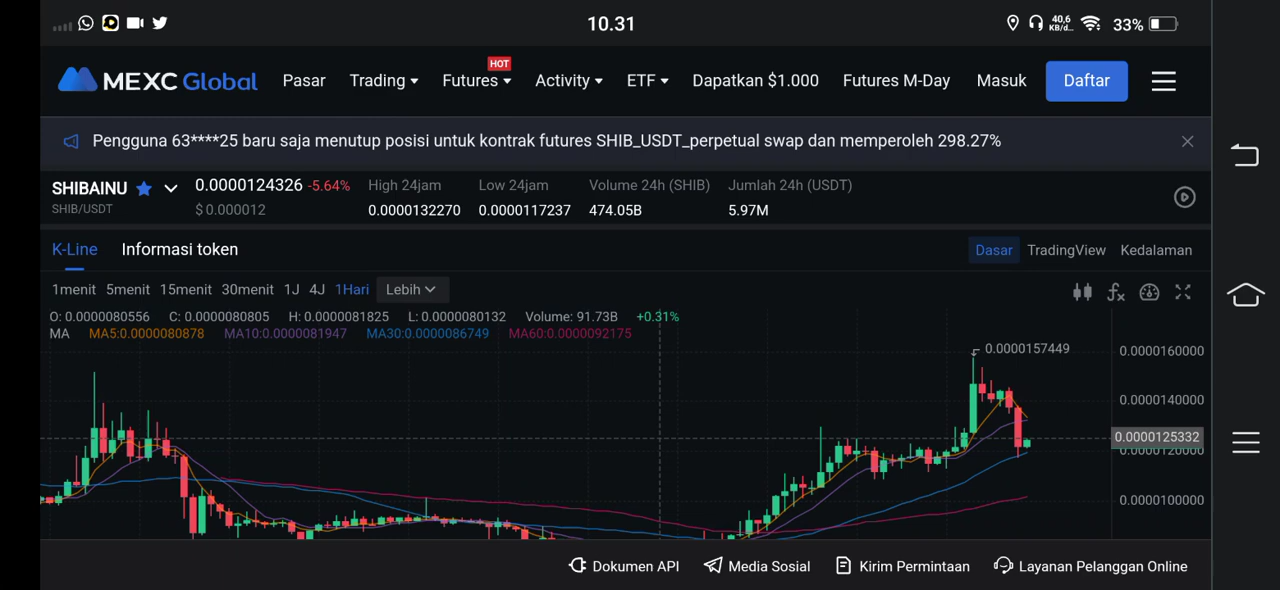 10.31
40,6
KB/d...
33%
MEXC Global
Pasar
Trading
Futures
HOT
Activity
ETF
Dapatkan $1.000
Futures M-Day
Masuk
Daftar
Pengguna 63****25 baru saja menutup posisi untuk kontrak futures SHIB_USDT_perpetual swap dan memperoleh 298.27%
SHIBAINU
SHIB/USDT
0.0000124326 -5.64%
$ 0.000012
High 24jam
0.0000132270
Low 24jam
0.0000117237
Volume 24h (SHIB)
474.05B
Jumlah 24h (USDT)
5.97M
K-Line
Informasi token
Dasar
TradingView
Kedalaman
1menit 5menit 15menit 30menit 1J 4J 1Hari Lebih
O: 0.0000080556 C: 0.0000080805 H: 0.0000081825 L: 0.0000080132 Volume: 91.73B +0.31%
MA MA5:0.0000080878 MA10:0.0000081947 MA30:0.0000086749 MA60:0.0000092175
0.0000157449
0.0000160000
0.0000140000
0.0000125332
0.0000120000
0.0000100000
Dokumen API
Media Sosial
Kirim Permintaan
Layanan Pelanggan Online